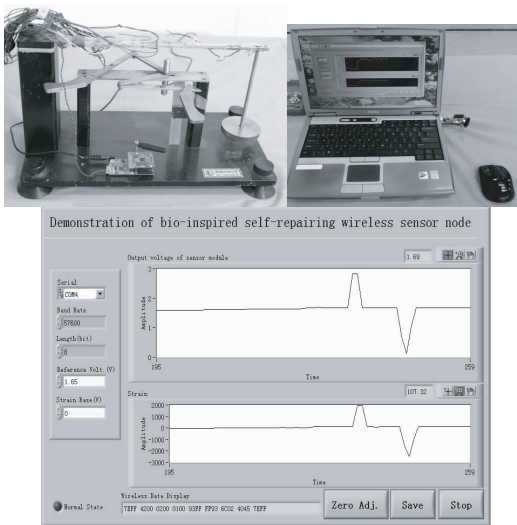 Demonstration of bio-inspired self-repairing wireless sensor node
Output voltage of sensor module
1.69
Serial
COM4
Baud Rate
57600
Length(bit)
8
Reference Volt.(V)
1.65
Strain Base(V)
0
Amplitude
3
2
1
0
195
259
Time
Strain
107.32
Amplitude
2000
1000
0
-1000
-2000
-3000
195
259
Time
Normal State
Wireless Data Display
7EFF 4200 0200 0100 93FF FF93 6C02 4045 7EFF
Zero Adj.
Save
Stop